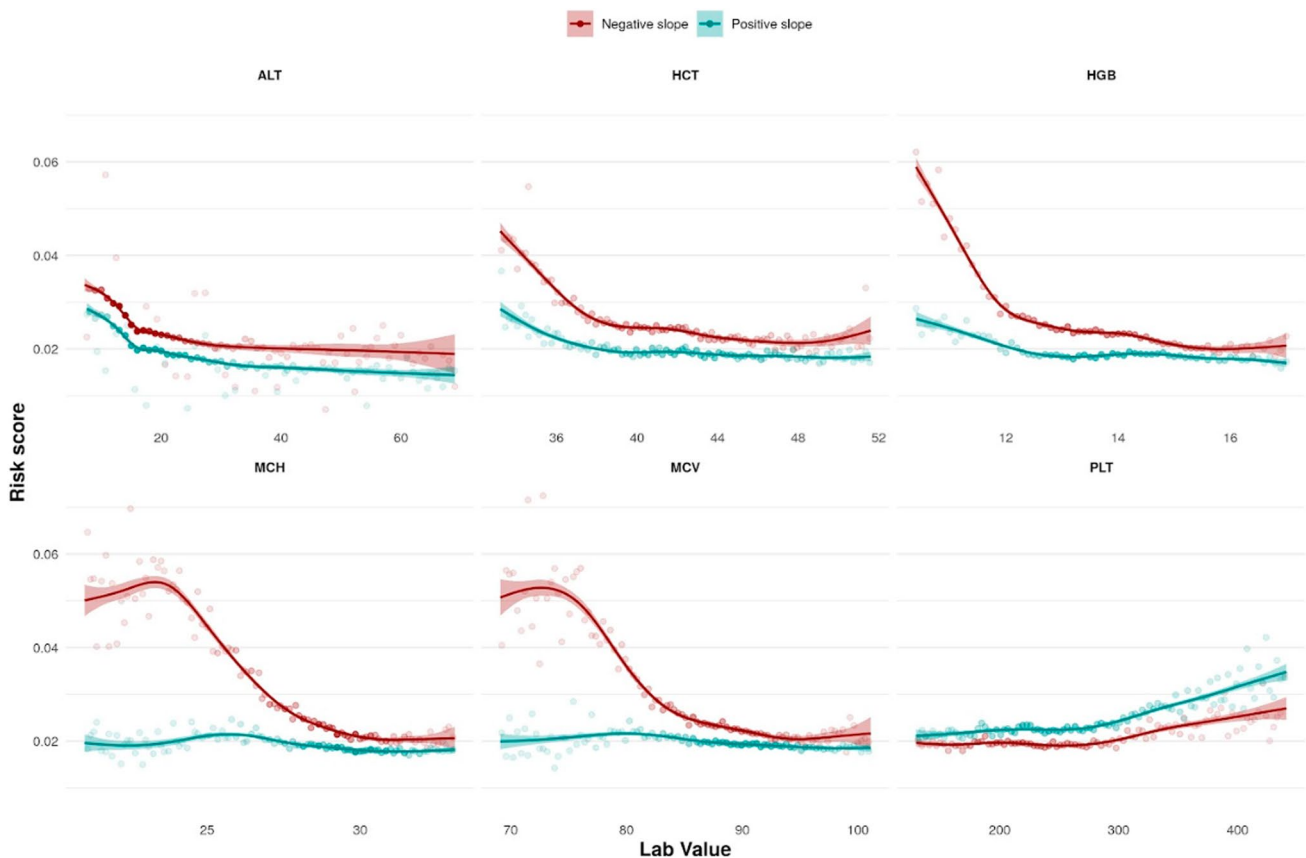 Negative slope Positive slope
ALT HCT HGB
0.06
0.04
0.02
20 40 60 36 40 44 48 52 12 14 16
MCH MCV PLT
0.06
0.04
0.02
25 30 70 80 90 100 200 300 400
Risk score
Lab Value